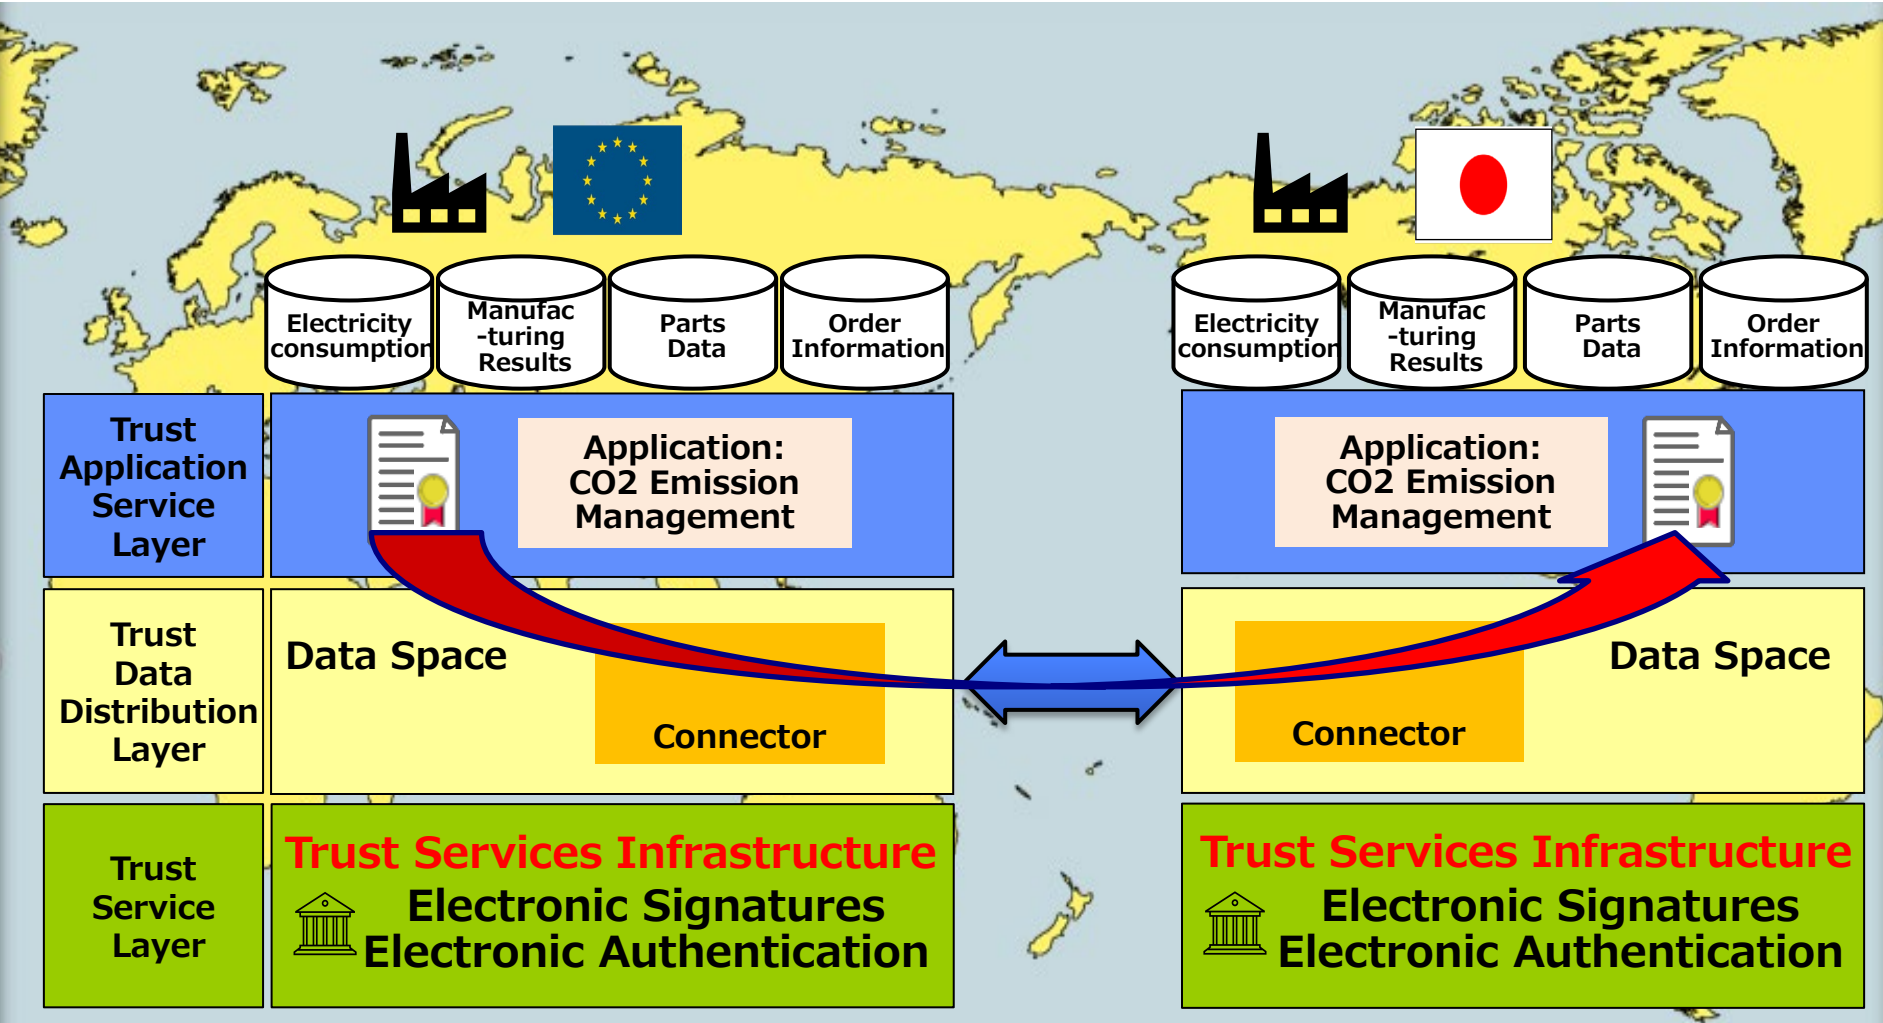 Electricity
consumption
Manufac
-turing
Results
Parts
Data
Order
Information
Electricity
consumption
Manufac
-turing
Results
Parts
Data
Order
Information
Trust
Application
Service
Layer
Application:
CO2 Emission
Management
Application:
CO2 Emission
Management
Trust
Data
Distribution
Layer
Data Space
Connector
Data Space
Connector
Trust
Service
Layer
Trust Services Infrastructure
Electronic Signatures
Electronic Authentication
Trust Services Infrastructure
Electronic Signatures
Electronic Authentication